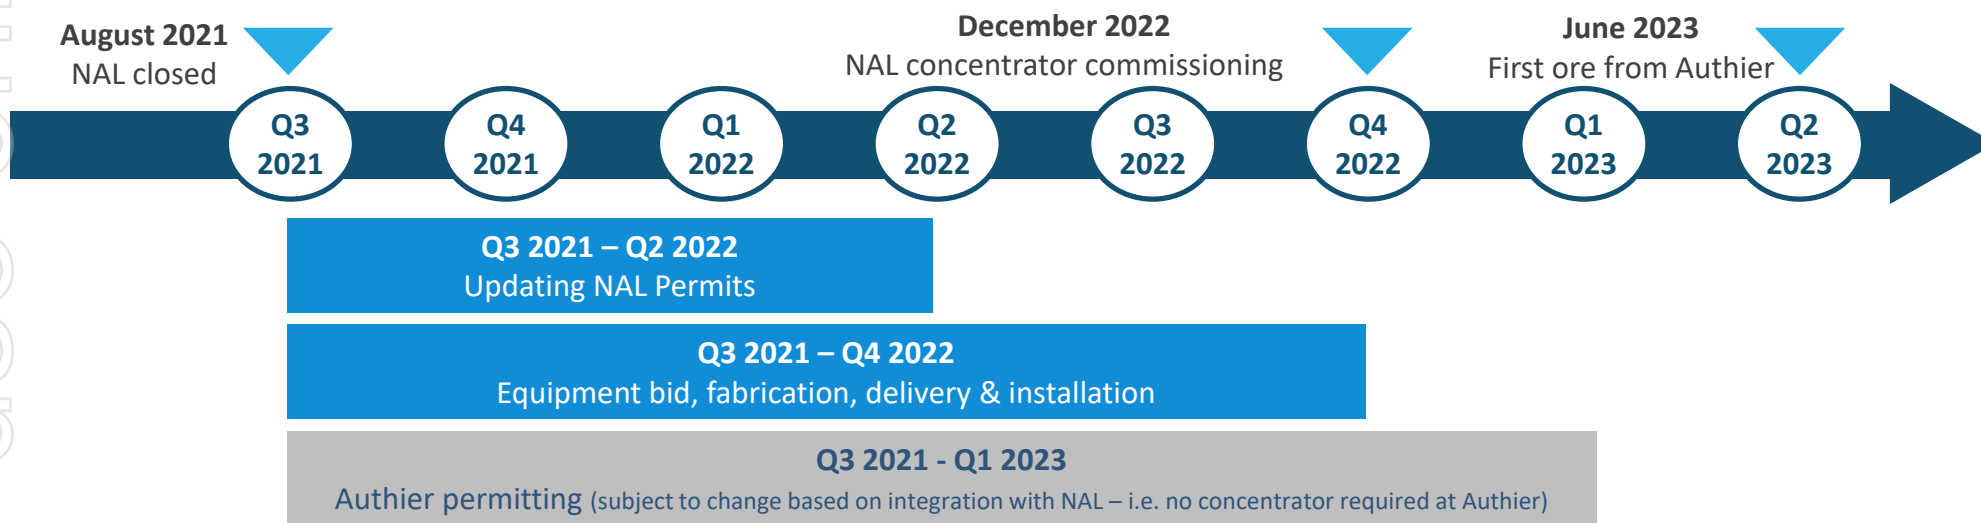 August 2021
NAL closed
December 2022
NAL concentrator commissioning
June 2023
First ore from Authier
Q3
2021
Q4
2021
Q1
2022
Q2
2022
Q3
2022
Q4
2022
Q1
2023
Q2
2023
Q3 2021 – Q2 2022
Updating NAL Permits
Q3 2021 – Q4 2022
Equipment bid, fabrication, delivery & installation
Q3 2021 - Q1 2023
Authier permitting (subject to change based on integration with NAL – i.e. no concentrator required at Authier)